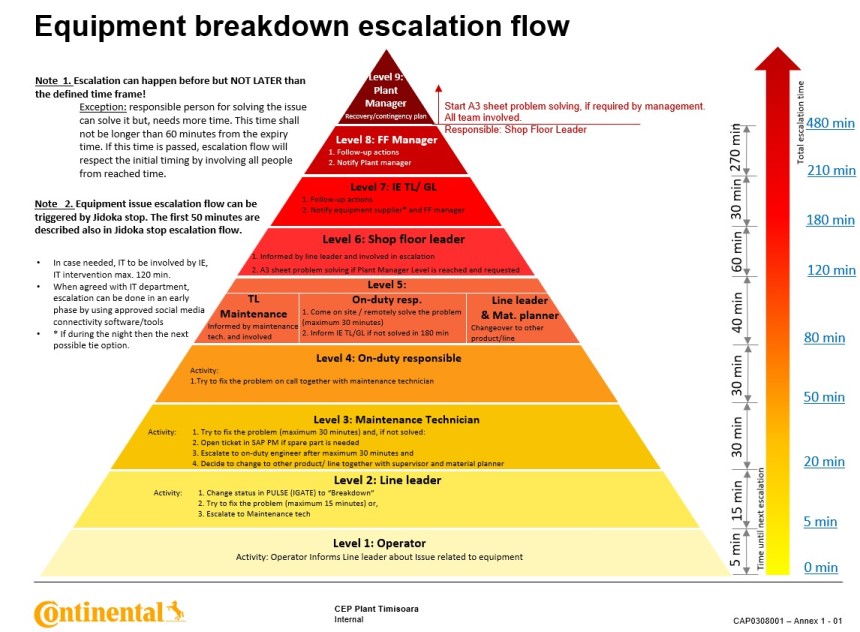 Equipment breakdown escalation flow
Note 1. Escalation can happen before but NOT LATER than
the defined time frame!
Exception: responsible person for solving the issue
can solve it but, needs more time. This time shall
not be longer than 60 minutes from the expiry
time. If this time is passed, escalation flow will
respect the initial timing by involving all people
from reached time.
Note 2. Equipment issue escalation flow can be
triggered by Jidoka stop. The first 50 minutes are
described also in Jidoka stop escalation flow.
• In case needed, IT to be involved by IE,
IT intervention max. 120 min.
• When agreed with IT department,
escalation can be done in an early
phase by using approved social media
connectivity software/tools
• * If during the night then the next
possible tie option.
Level 9:
Plant
Manager
Recovery/contingency plan
Start A3 sheet problem solving, if required by management.
All team involved.
Responsible: Shop Floor Leader
Level 8: FF Manager
1. Follow-up actions
2. Notify Plant manager
Level 7: IE TL/ GL
1. Follow-up actions
2. Notify equipment supplier* and FF manager
Level 6: Shop floor leader
1. Informed by line leader and involved in escalation
2. A3 sheet problem solving if Plant Manager Level is reached and requested
Level 5:
TL
Maintenance
Informed by maintenance
tech. and involved
On-duty resp.
1. Come on site / remotely solve the problem
(maximum 30 minutes)
2. Inform IE TL/GL if not solved in 180 min
Line leader
& Mat. planner
Changeover to other
product/line
Level 4: On-duty responsible
Activity:
1.Try to fix the problem on call together with maintenance technician
Level 3: Maintenance Technician
Activity: 1. Try to fix the problem (maximum 30 minutes) and, if not solved:
2. Open ticket in SAP PM if spare part is needed
3. Escalate to on-duty engineer after maximum 30 minutes and
4. Decide to change to other product/ line together with supervisor and material planner
Level 2: Line leader
Activity: 1. Change status in PULSE (IGATE) to "Breakdown"
2. Try to fix the problem (maximum 15 minutes) or,
3. Escalate to Maintenance tech
Level 1: Operator
Activity: Operator Informs Line leader about Issue related to equipment
270 min
30 min
60 min
40 min
30 min
30 min
15 min
5 min
Time until next escalation
Total escalation time
480 min
210 min
180 min
120 min
80 min
50 min
20 min
5 min
0 min
Continental
CEP Plant Timisoara
Internal
CAP0308001 – Annex 1 - 01